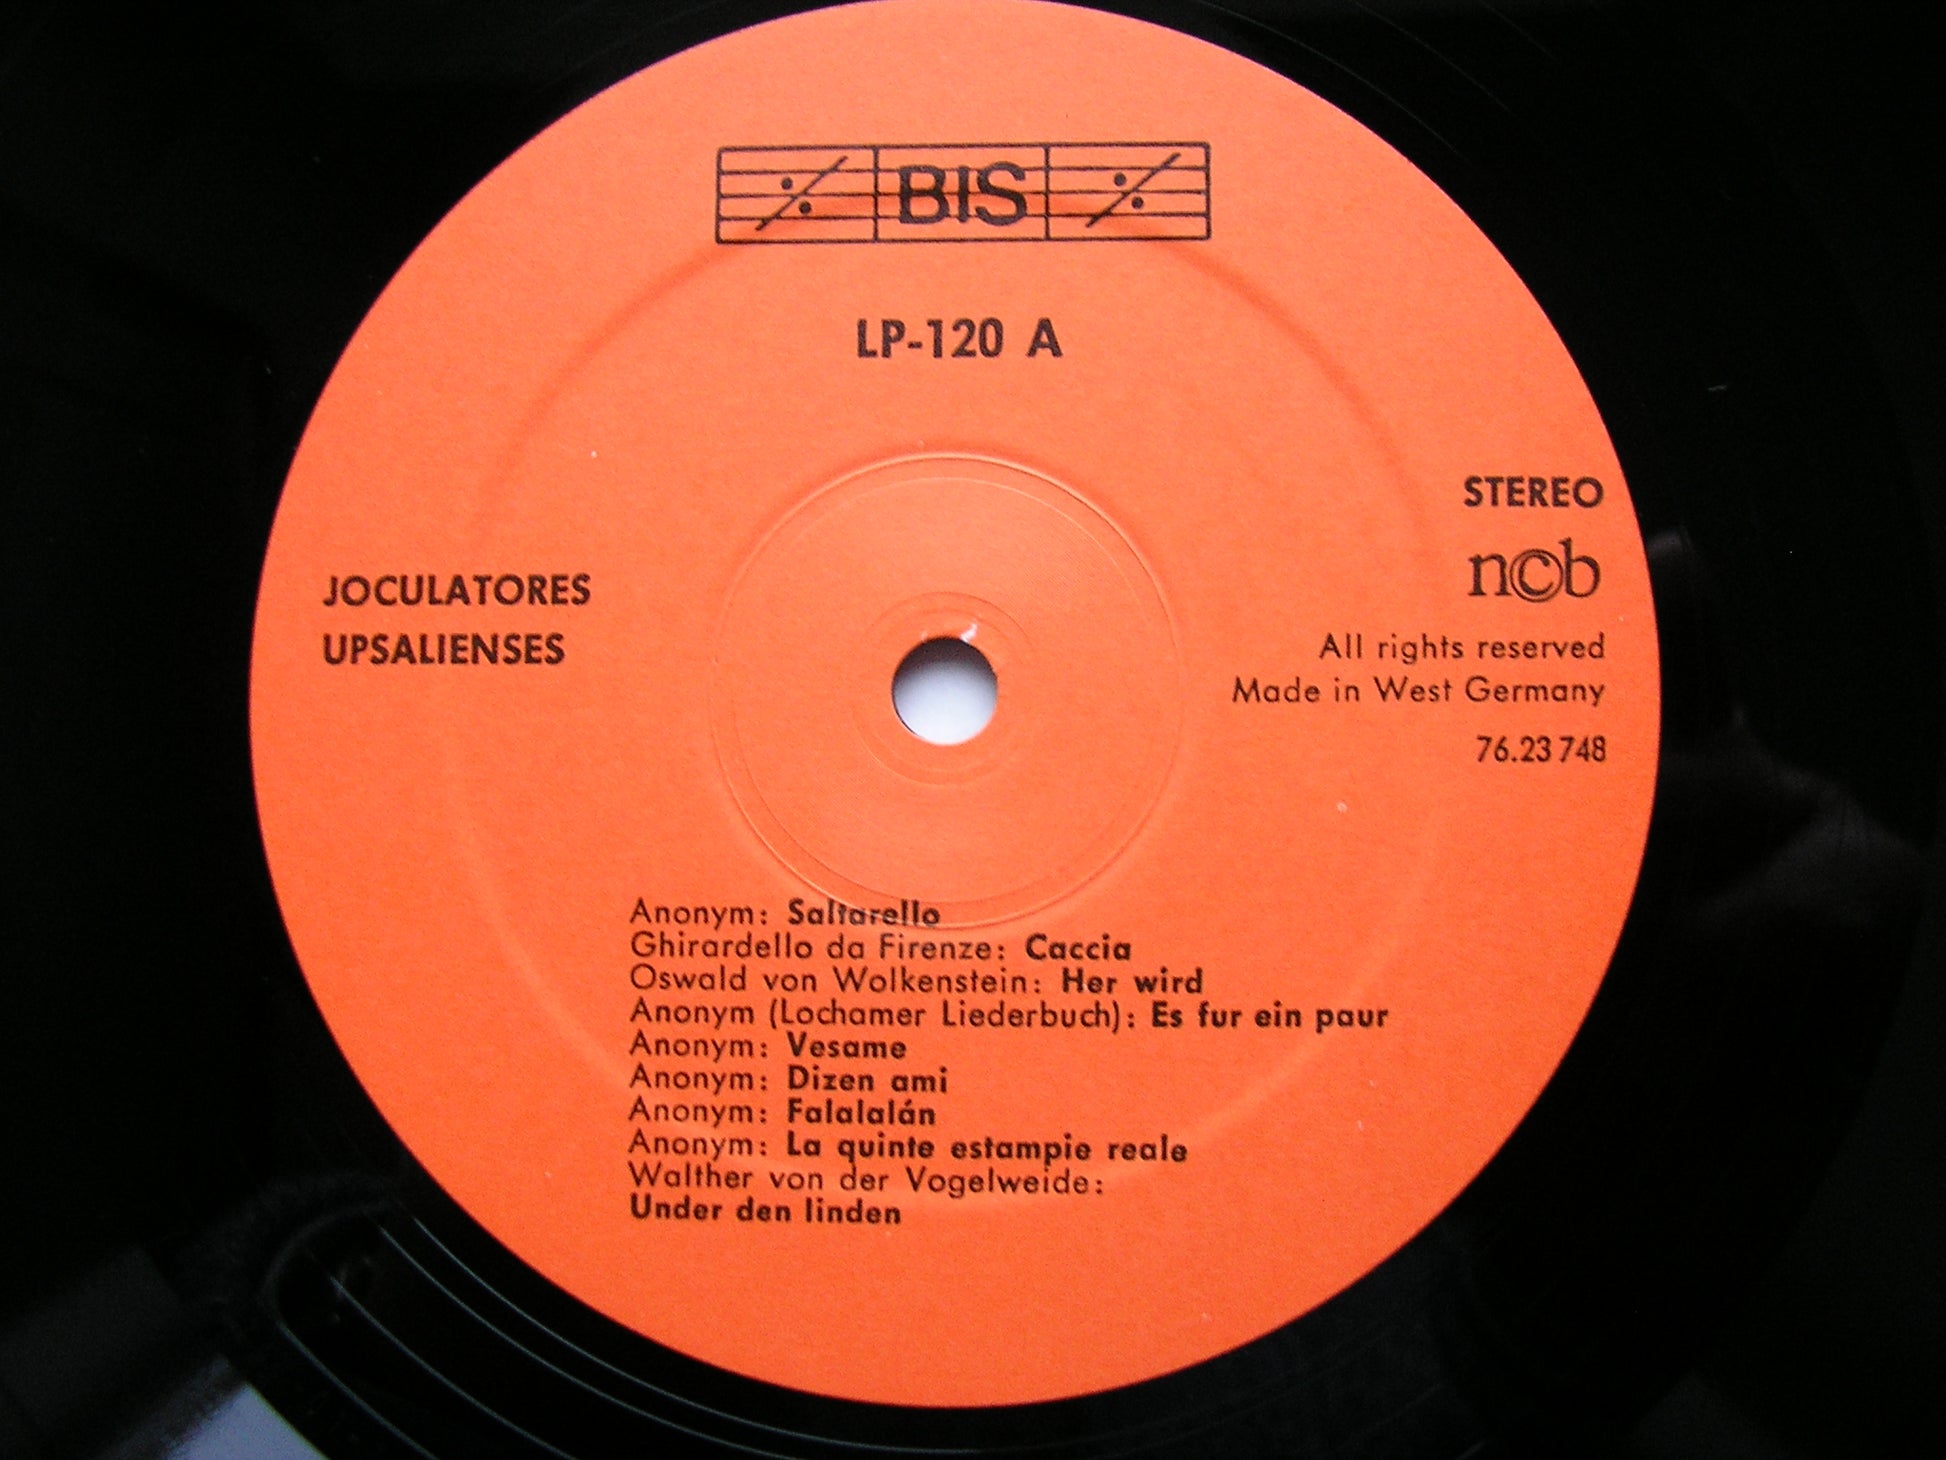 BIS
LP-120 A
STEREO
ncb
JOCULATORES
UPSALIENSES
All rights reserved
Made in West Germany
76.23 748
Anonym: Saltarello
Ghirardello da Firenze: Caccia
Oswald von Wolkenstein: Her wird
Anonym (Lochamer Liederbuch): Es fur ein paur
Anonym: Vesame
Anonym: Dizen ami
Anonym: Falalalán
Anonym: La quinte estampie reale
Walther von der Vogelweide:
Under den linden